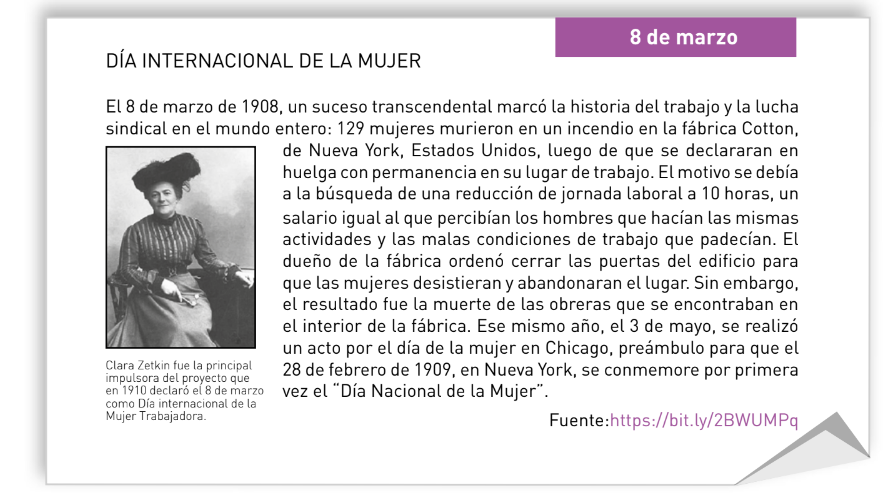 8 de marzo
DÍA INTERNACIONAL DE LA MUJER
El 8 de marzo de 1908, un suceso transcendental marcó la historia del trabajo y la lucha
sindical en el mundo entero: 129 mujeres murieron en un incendio en la fábrica Cotton,
de Nueva York, Estados Unidos, luego de que se declararan en
huelga con permanencia en su lugar de trabajo. El motivo se debía
a la búsqueda de una reducción de jornada laboral a 10 horas, un
salario igual al que percibían los hombres que hacían las mismas
actividades y las malas condiciones de trabajo que padecían. El
dueño de la fábrica ordenó cerrar las puertas del edificio para
que las mujeres desistieran y abandonaran el lugar. Sin embargo,
el resultado fue la muerte de las obreras que se encontraban en
el interior de la fábrica. Ese mismo año, el 3 de mayo, se realizó
un acto por el día de la mujer en Chicago, preámbulo para que el
28 de febrero de 1909, en Nueva York, se conmemore por primera
vez el “Día Nacional de la Mujer”.
Clara Zetkin fue la principal
impulsora del proyecto que
en 1910 declaró el 8 de marzo
como Día internacional de la
Mujer Trabajadora.
Fuente:https://bit.ly/2BWUMPq